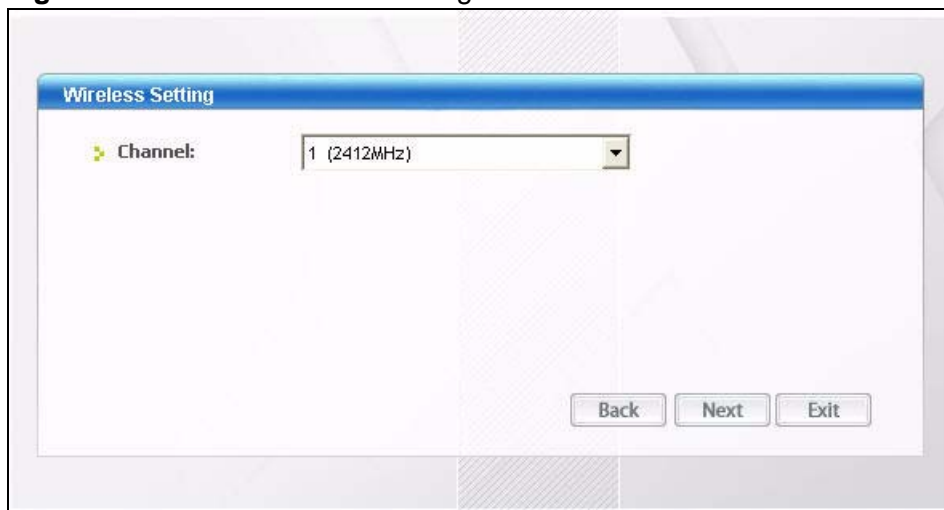 Wireless Setting
Channel:
1 (2412MHz)
Back
Next
Exit